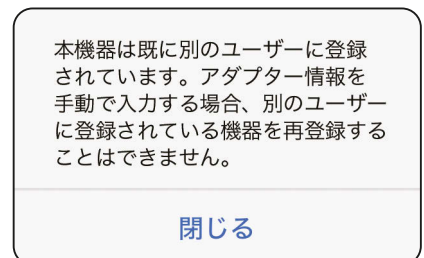 本機器は既に別のユーザーに登録
されています。アダプター情報を
手動で入力する場合、別のユーザー
に登録されている機器を再登録する
ことはできません。
閉じる